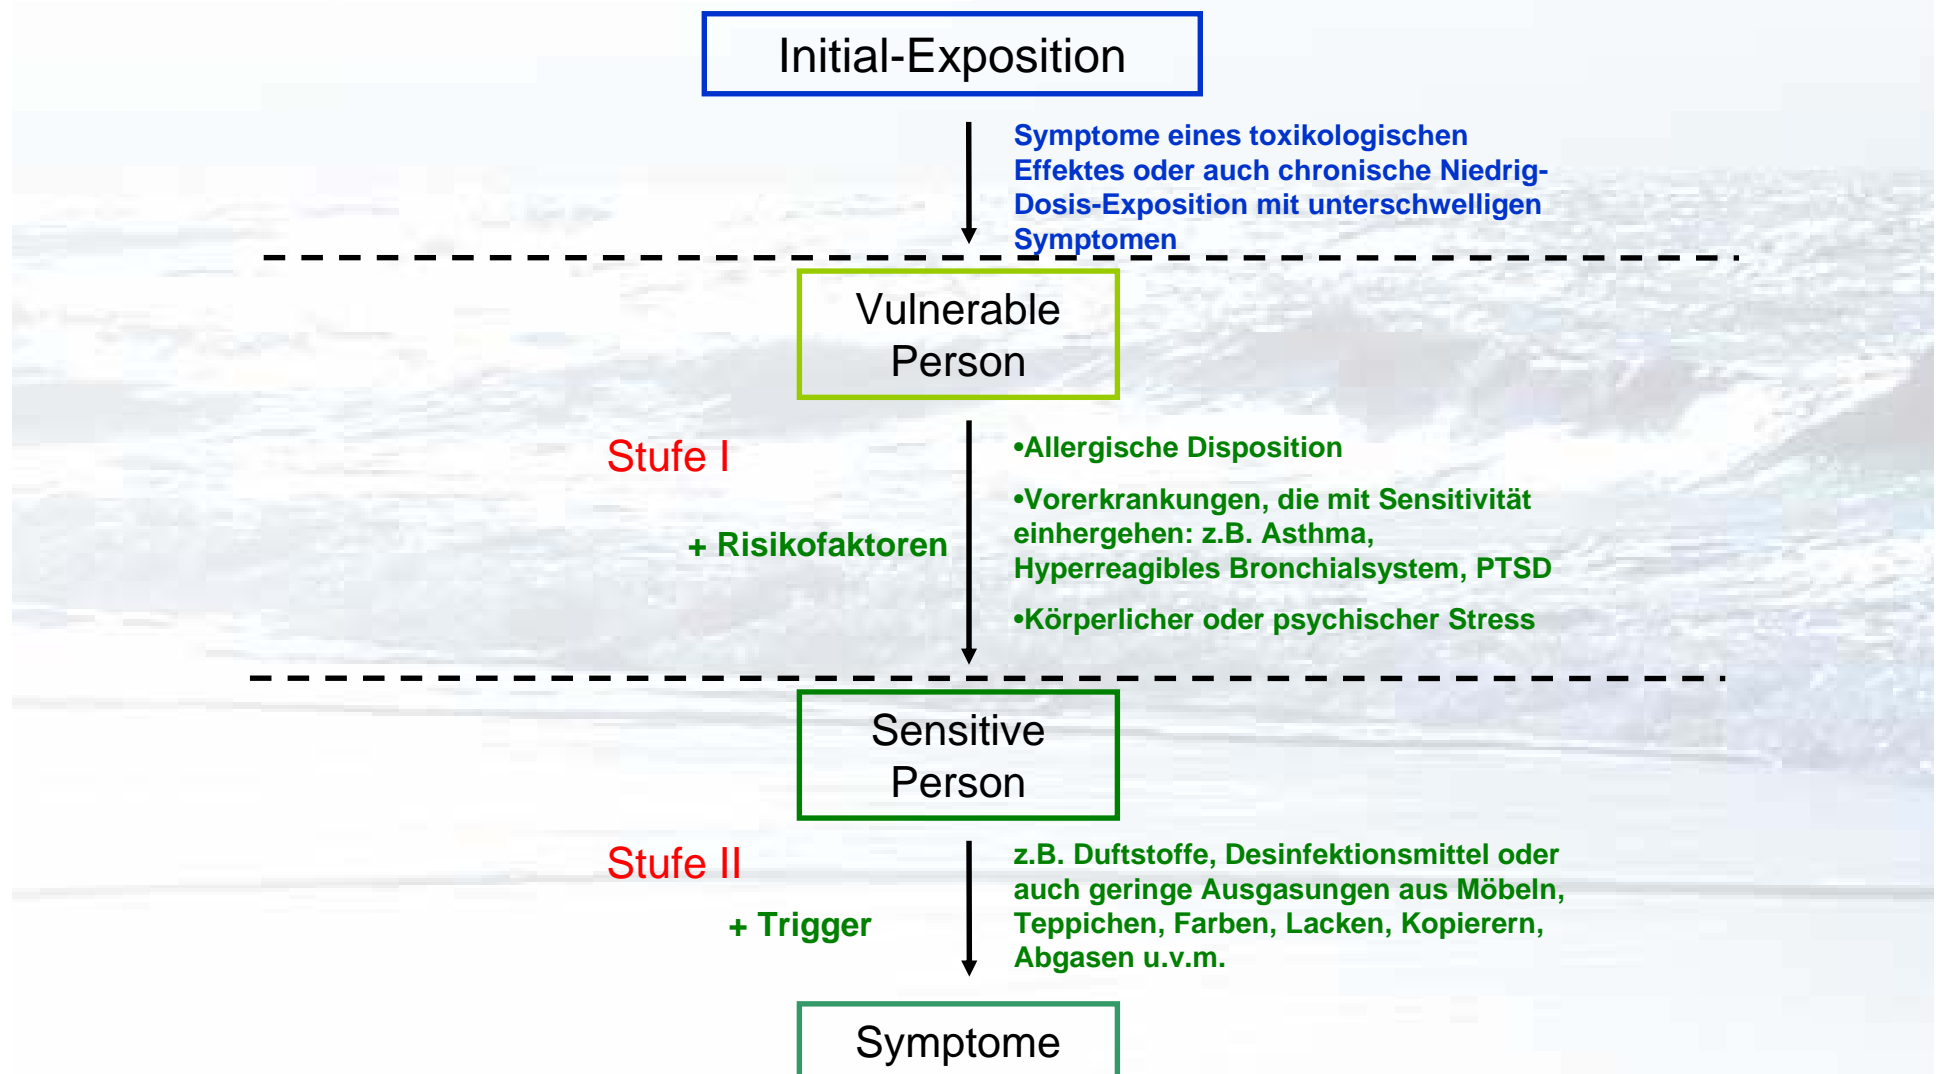 Initial-Exposition
Symptome eines toxikologischen
Effektes oder auch chronische Niedrig-
Dosis-Exposition mit unterschwelligen
Symptomen
Vulnerable
Person
Stufe I
+ Risikofaktoren
•Allergische Disposition
•Vorerkrankungen, die mit Sensitivität
einhergehen: z.B. Asthma,
Hyperreagibles Bronchialsystem, PTSD
•Körperlicher oder psychischer Stress
Sensitive
Person
Stufe II
+ Trigger
z.B. Duftstoffe, Desinfektionsmittel oder
auch geringe Ausgasungen aus Möbeln,
Teppichen, Farben, Lacken, Kopierern,
Abgasen u.v.m.
Symptome